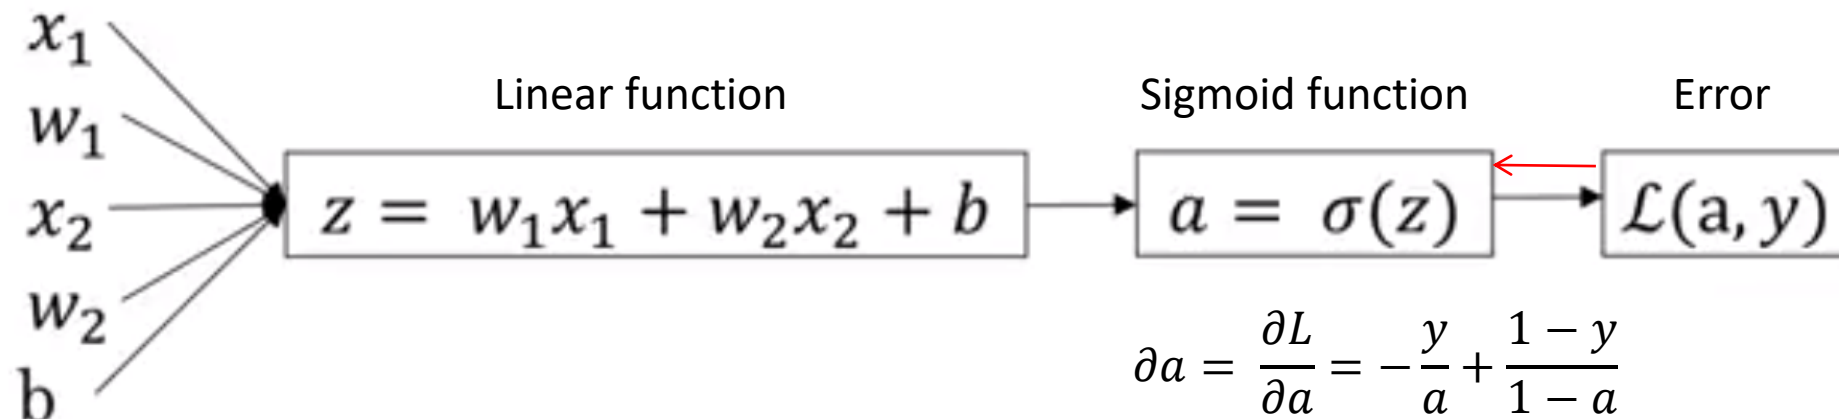 x₁
w₁
x₂
w₂
b
Linear function
z = w₁x₁ + w₂x₂ + b
Sigmoid function
a = σ(z)
Error
ℒ(a, y)
∂a = ∂L/∂a = −y/a + (1 − y)/(1 − a)